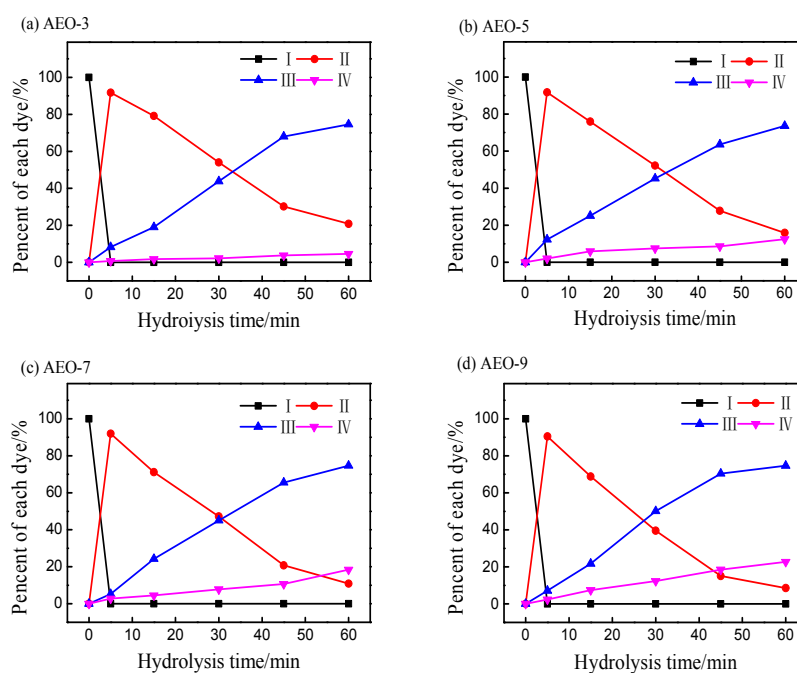 (a) AEO-3
Ⅰ Ⅱ
Ⅲ Ⅳ
100
80
60
40
20
0
Pencent of each dye/%
0 10 20 30 40 50 60
Hydroiysis time/min
(b) AEO-5
Ⅰ Ⅱ
Ⅲ Ⅳ
100
80
60
40
20
0
Pencent of each dye/%
0 10 20 30 40 50 60
Hydroiysis time/min
(c) AEO-7
Ⅰ Ⅱ
Ⅲ Ⅳ
100
80
60
40
20
0
Pencent of each dye/%
0 10 20 30 40 50 60
Hydrolysis time/min
(d) AEO-9
Ⅰ Ⅱ
Ⅲ Ⅳ
100
80
60
40
20
0
Pencent of each dye/%
0 10 20 30 40 50 60
Hydrolysis time/min